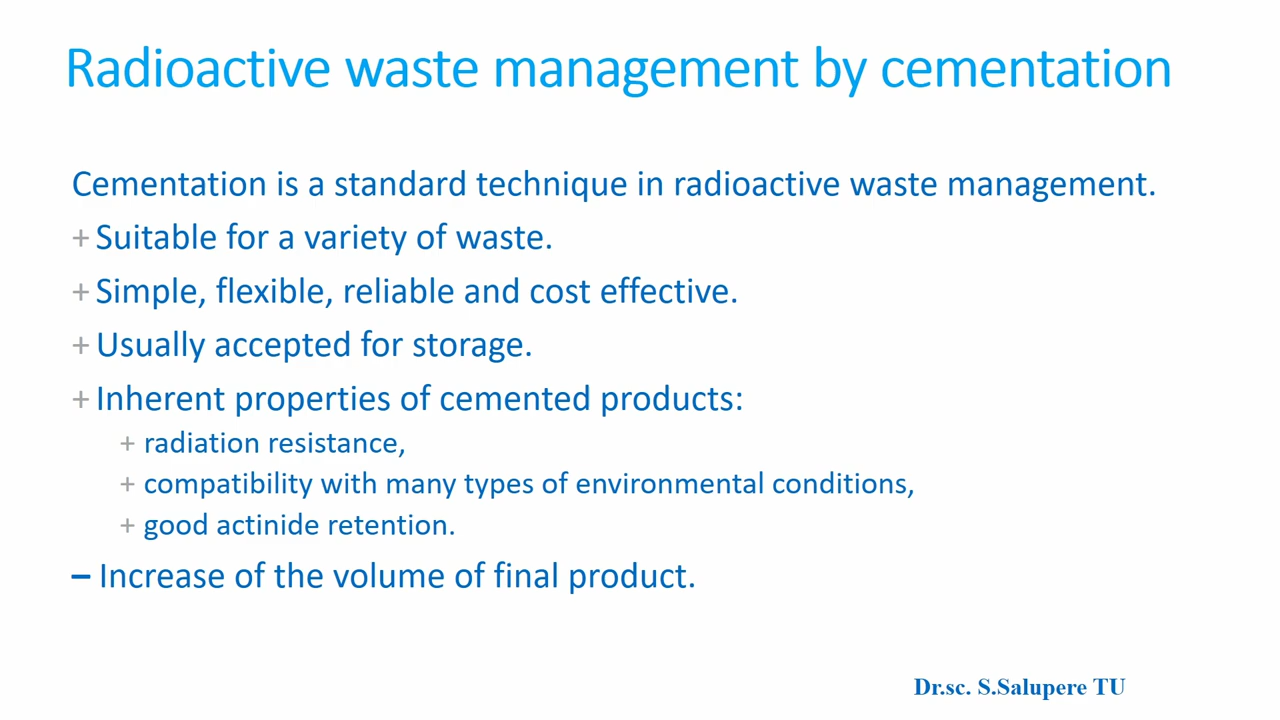 Radioactive waste management by cementation
Cementation is a standard technique in radioactive waste management.
+ Suitable for a variety of waste.
+ Simple, flexible, reliable and cost effective.
+ Usually accepted for storage.
+ Inherent properties of cemented products:
+ radiation resistance,
+ compatibility with many types of environmental conditions,
+ good actinide retention.
– Increase of the volume of final product.
Dr.sc. S.Salupere TU